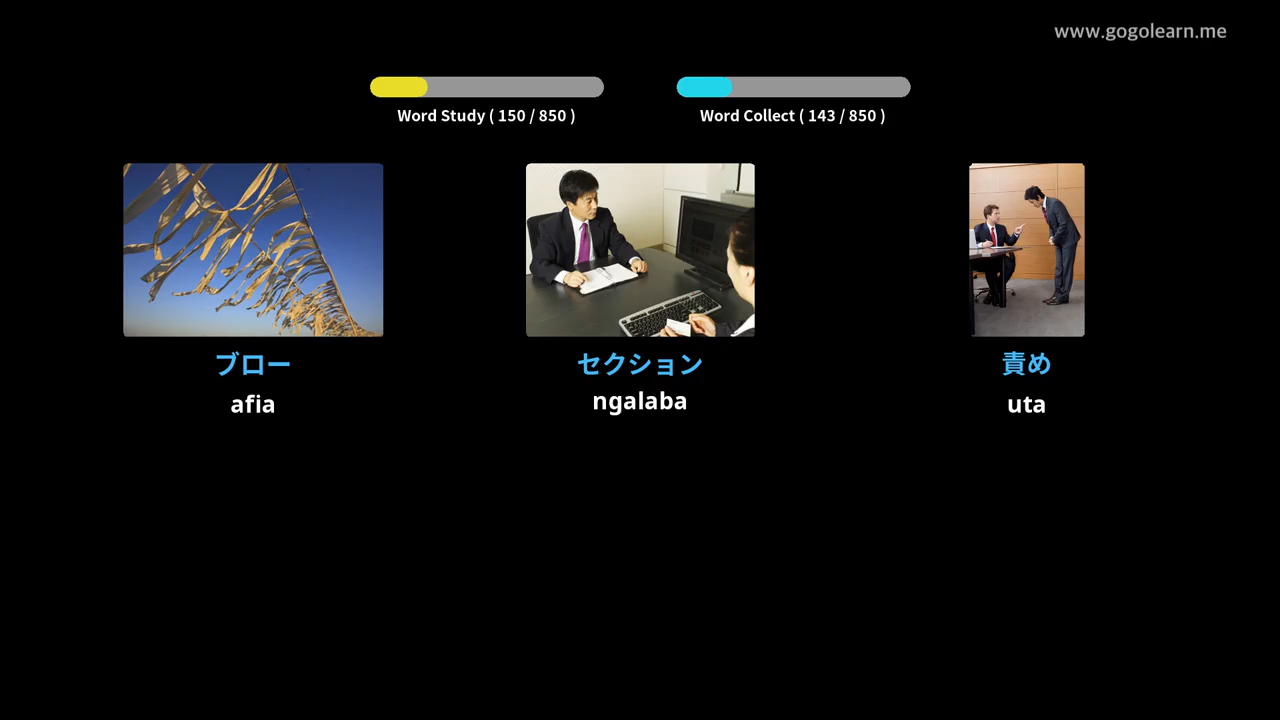 www.gogolearn.me
Word Study ( 150 / 850 )
Word Collect ( 143 / 850 )
ブロー
セクション
責め
afia
ngalaba
uta